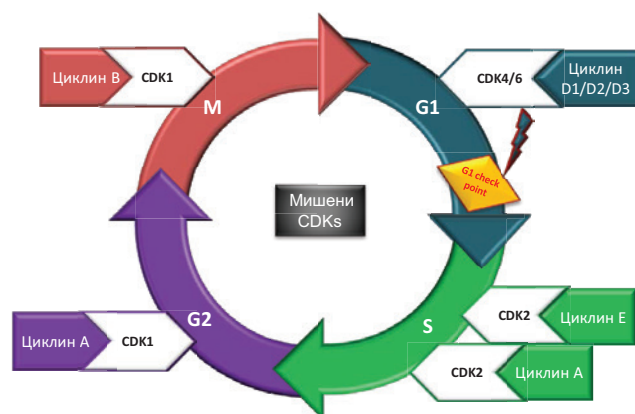 Циклин B
CDK1
M
G1
CDK4/6
Циклин
D1/D2/D3
G1 check
point
Мишени
CDKs
Циклин A
CDK1
G2
S
CDK2
Циклин E
CDK2
Циклин A